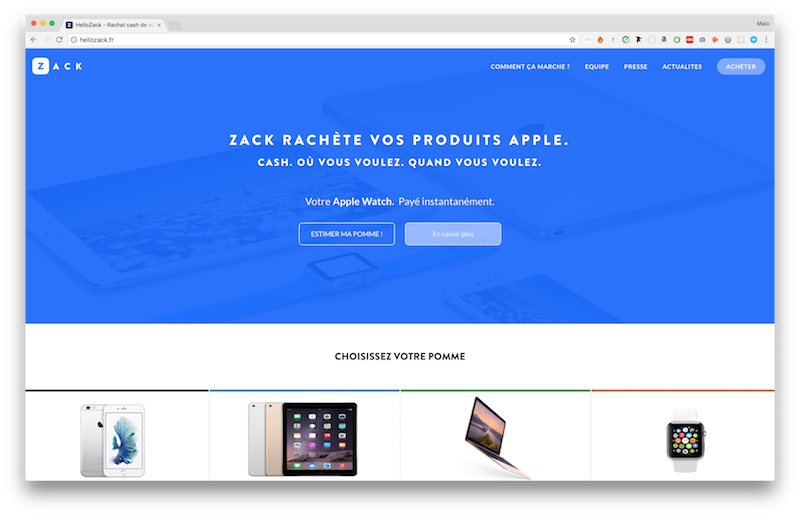 HelloZack - Rachat cash de vo
Malo
hellozack.fr
ZACK
COMMENT ÇA MARCHE ?
EQUIPE
PRESSE
ACTUALITES
ACHETER
ZACK RACHÈTE VOS PRODUITS APPLE.
CASH. OÙ VOUS VOULEZ. QUAND VOUS VOULEZ.
Votre Apple Watch. Payé instantanément.
ESTIMER MA POMME !
En savoir plus
CHOISISSEZ VOTRE POMME